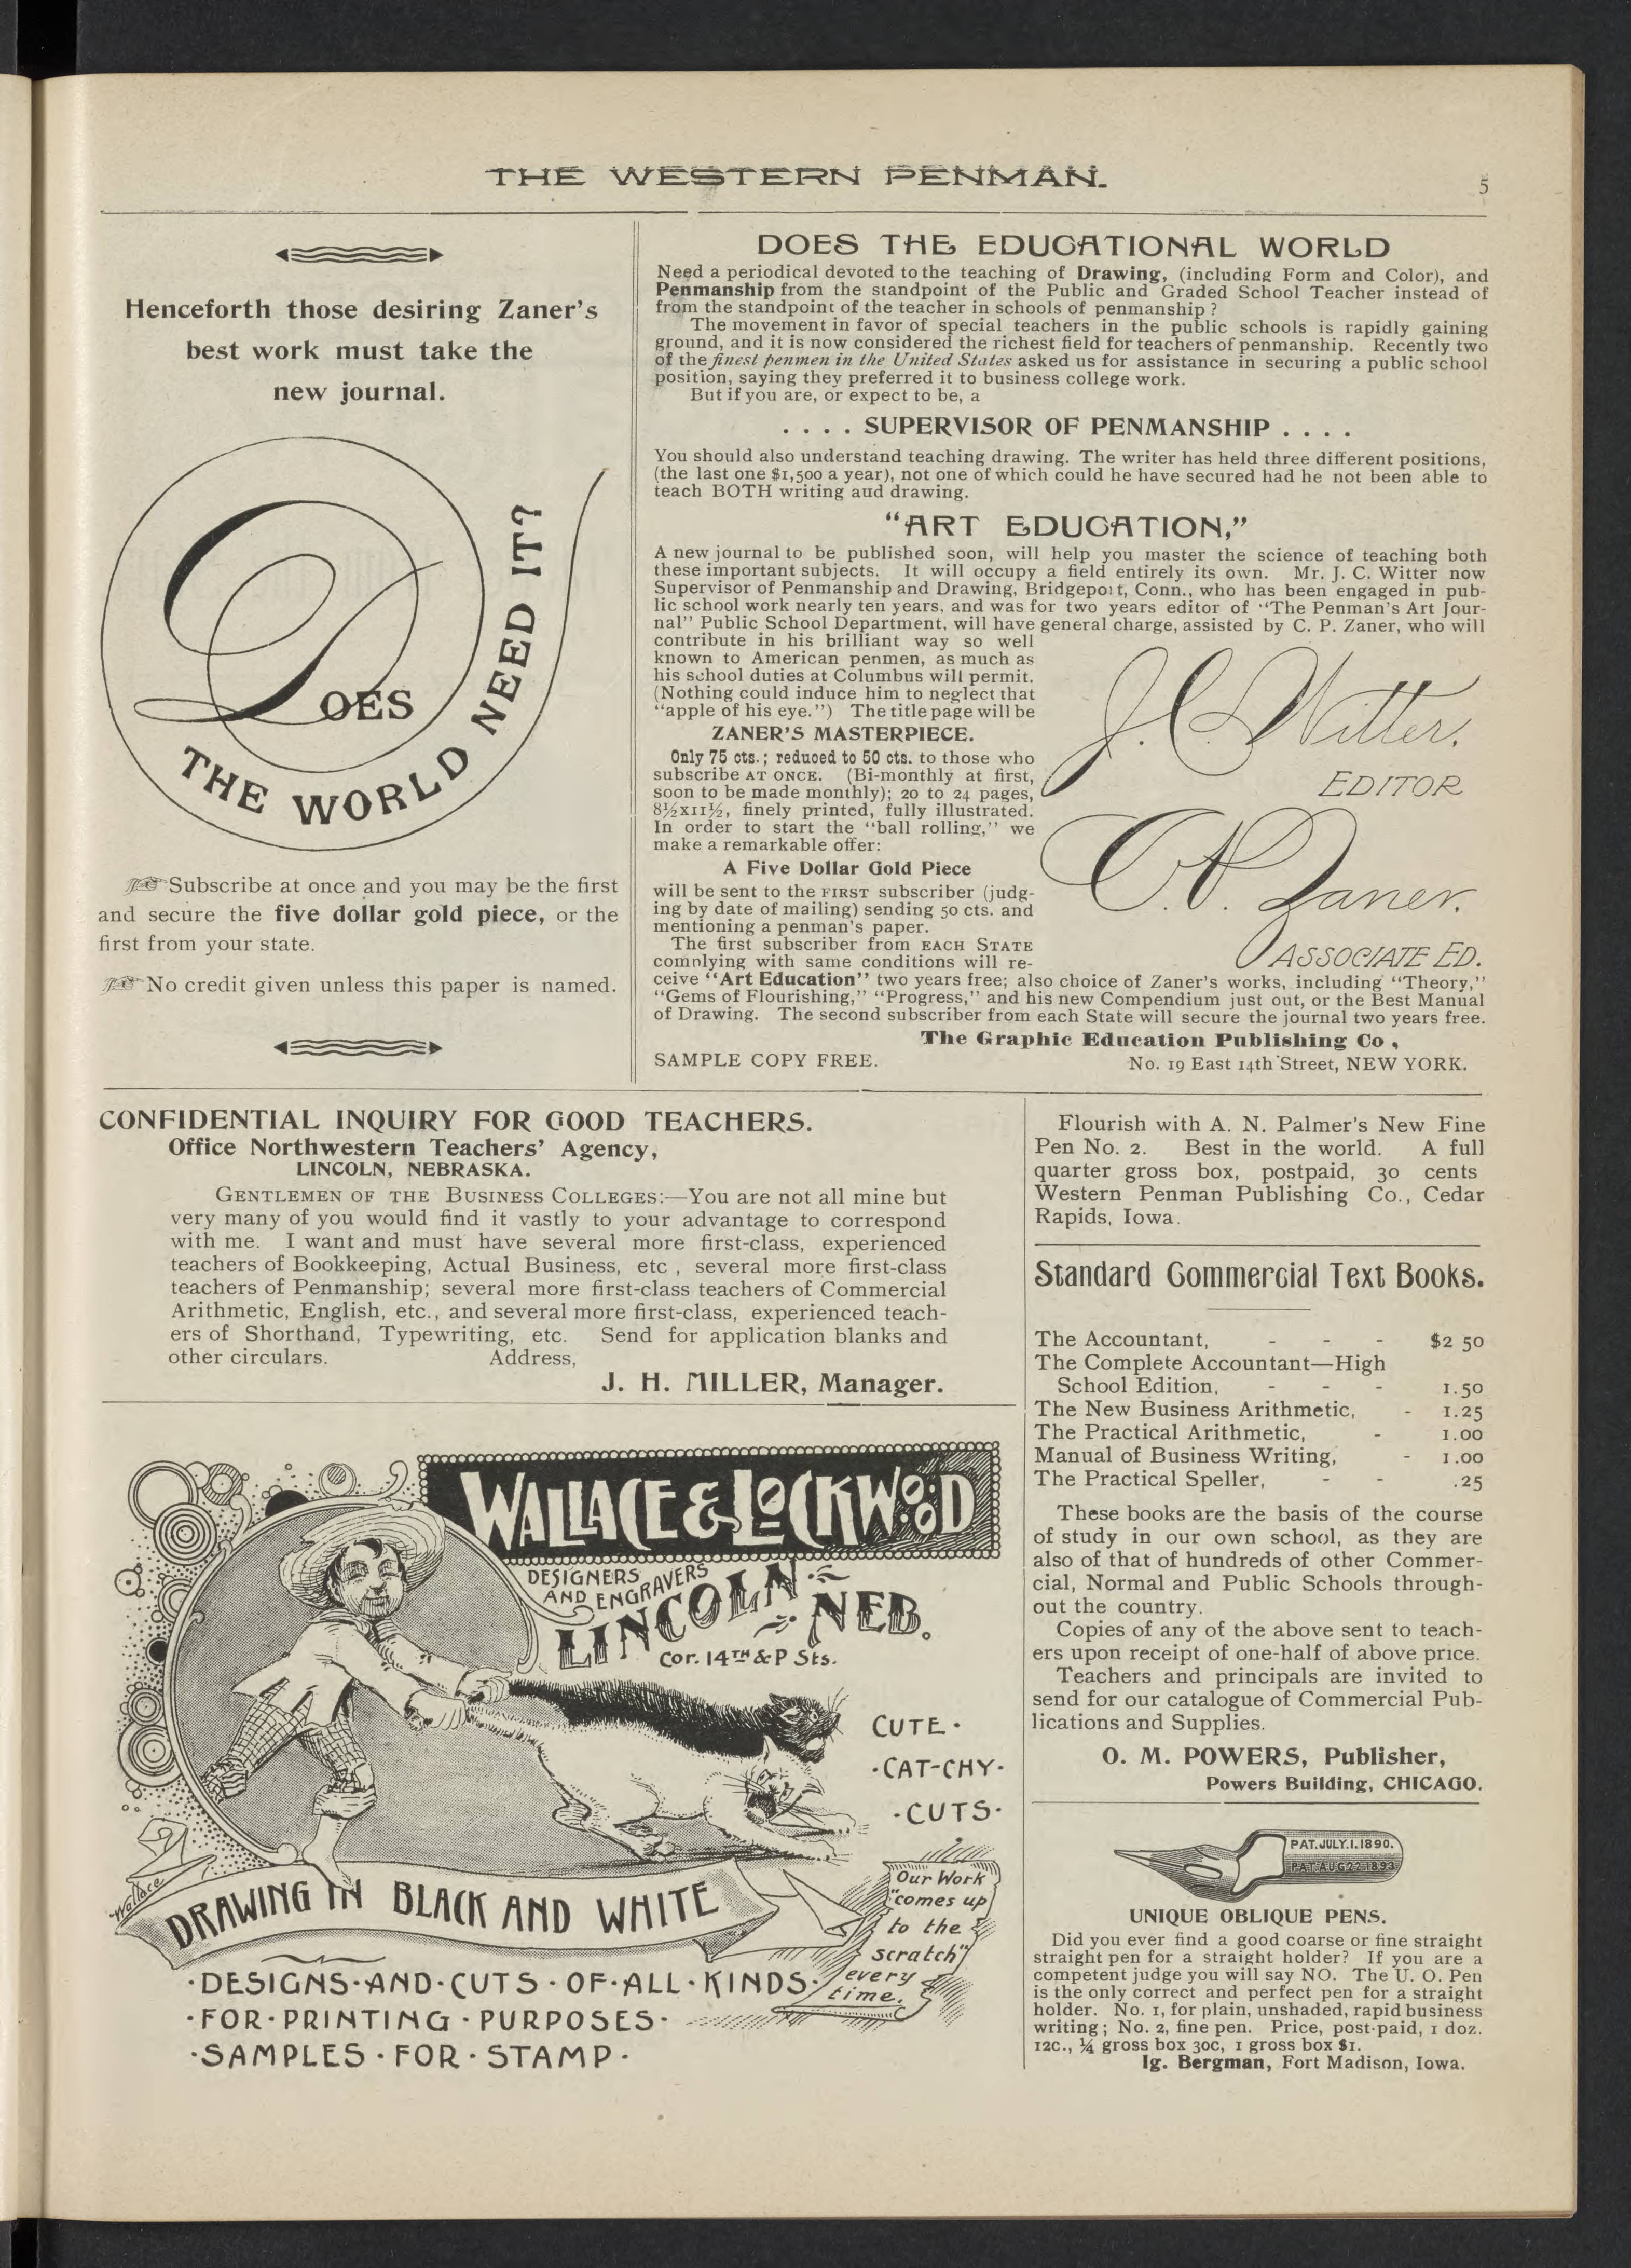 THE WESTERN PENMAN.
5
Henceforth those desiring Zaner's
best work must take the
new journal.
DOES
THE WORLD NEED IT?
Subscribe at once and you may be the first
and secure the five dollar gold piece, or the
first from your state.
No credit given unless this paper is named.
DOES THE EDUCATIONAL WORLD
Need a periodical devoted to the teaching of Drawing, (including Form and Color), and
Penmanship from the standpoint of the Public and Graded School Teacher instead of
from the standpoint of the teacher in schools of penmanship?
The movement in favor of special teachers in the public schools is rapidly gaining
ground, and it is now considered the richest field for teachers of penmanship. Recently two
of the finest penmen in the United States asked us for assistance in securing a public school
position, saying they preferred it to business college work.
But if you are, or expect to be, a
. . . . SUPERVISOR OF PENMANSHIP . . . .
You should also understand teaching drawing. The writer has held three different positions,
(the last one $1,500 a year), not one of which could he have secured had he not been able to
teach BOTH writing aud drawing.
"ART EDUCATION,"
A new journal to be published soon, will help you master the science of teaching both
these important subjects. It will occupy a field entirely its own. Mr. J. C. Witter now
Supervisor of Penmanship and Drawing, Bridgeport, Conn., who has been engaged in pub-
lic school work nearly ten years, and was for two years editor of "The Penman's Art Jour-
nal" Public School Department, will have general charge, assisted by C. P. Zaner, who will
contribute in his brilliant way so well
known to American penmen, as much as
his school duties at Columbus will permit.
(Nothing could induce him to neglect that
"apple of his eye.") The title page will be
ZANER'S MASTERPIECE.
Only 75 cts.; reduced to 50 cts. to those who
subscribe AT ONCE. (Bi-monthly at first,
soon to be made monthly); 20 to 24 pages,
8½x11½, finely printed, fully illustrated.
In order to start the "ball rolling," we
make a remarkable offer:
A Five Dollar Gold Piece
will be sent to the FIRST subscriber (judg-
ing by date of mailing) sending 50 cts. and
mentioning a penman's paper.
The first subscriber from EACH STATE
complying with same conditions will re-
J. C. Witter.
EDITOR
C. P. Zaner.
ASSOCIATE ED.
ceive "Art Education" two years free; also choice of Zaner's works, including "Theory,"
"Gems of Flourishing," "Progress," and his new Compendium just out, or the Best Manual
of Drawing. The second subscriber from each State will secure the journal two years free.
The Graphic Education Publishing Co,
SAMPLE COPY FREE. No. 19 East 14th Street, NEW YORK.
CONFIDENTIAL INQUIRY FOR GOOD TEACHERS.
Office Northwestern Teachers' Agency,
LINCOLN, NEBRASKA.
GENTLEMEN OF THE BUSINESS COLLEGES:—You are not all mine but
very many of you would find it vastly to your advantage to correspond
with me. I want and must have several more first-class, experienced
teachers of Bookkeeping, Actual Business, etc , several more first-class
teachers of Penmanship; several more first-class teachers of Commercial
Arithmetic, English, etc., and several more first-class, experienced teach-
ers of Shorthand, Typewriting, etc. Send for application blanks and
other circulars. Address,
J. H. MILLER, Manager.
WALLACE & LOCKWOOD
DESIGNERS
AND ENGRAVERS
LINCOLN NEB.
Cor. 14TH & P Sts.
CUTE ·
· CAT-CHY ·
· CUTS ·
Wallace
DRAWING IN BLACK AND WHITE
Our Work
"comes up
to the
scratch"
every
time.
· DESIGNS · AND · CUTS · OF · ALL · KINDS ·
· FOR · PRINTING · PURPOSES ·
· SAMPLES · FOR · STAMP ·
Flourish with A. N. Palmer's New Fine
Pen No. 2. Best in the world. A full
quarter gross box, postpaid, 30 cents
Western Penman Publishing Co., Cedar
Rapids, Iowa.
Standard Commercial Text Books.
The Accountant, - - - $2 50
The Complete Accountant—High
School Edition, - - - 1.50
The New Business Arithmetic, - 1.25
The Practical Arithmetic, - 1.00
Manual of Business Writing, - 1.00
The Practical Speller, - - .25
These books are the basis of the course
of study in our own school, as they are
also of that of hundreds of other Commer-
cial, Normal and Public Schools through-
out the country.
Copies of any of the above sent to teach-
ers upon receipt of one-half of above price.
Teachers and principals are invited to
send for our catalogue of Commercial Pub-
lications and Supplies.
O. M. POWERS, Publisher,
Powers Building, CHICAGO.
PAT. JULY. 1. 1890.
PAT. AUG 22 1893
UNIQUE OBLIQUE PENS.
Did you ever find a good coarse or fine straight
straight pen for a straight holder? If you are a
competent judge you will say NO. The U. O. Pen
is the only correct and perfect pen for a straight
holder. No. 1, for plain, unshaded, rapid business
writing; No. 2, fine pen. Price, post-paid, 1 doz.
12c., ¼ gross box 30c, 1 gross box $1.
Ig. Bergman, Fort Madison, Iowa.